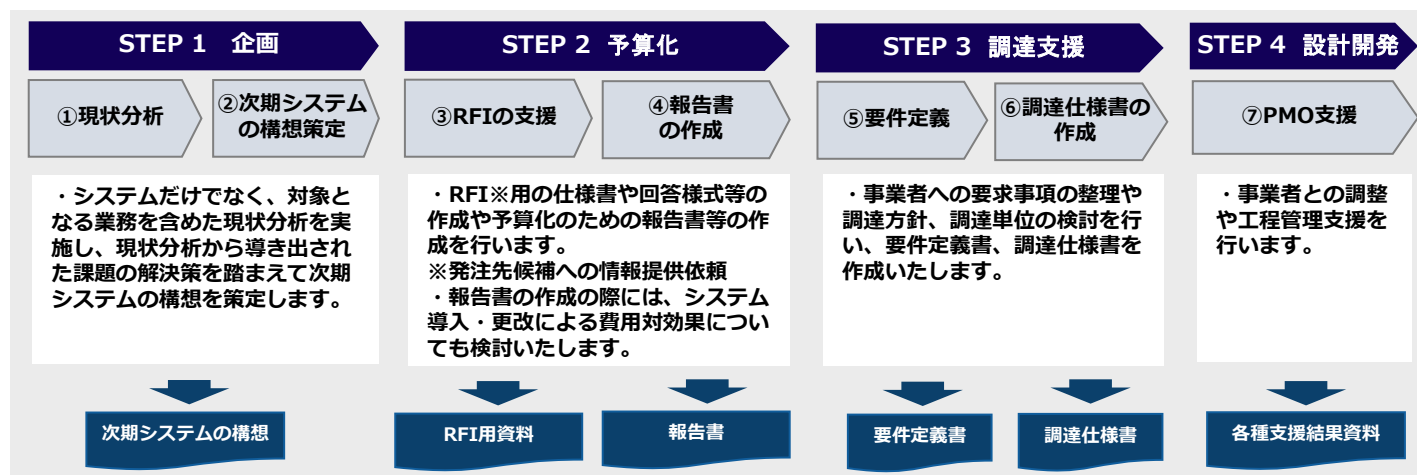 STEP 1 企画
STEP 2 予算化
STEP 3 調達支援
STEP 4 設計開発
①現状分析
②次期システム
の構想策定
③RFIの支援
④報告書
の作成
⑤要件定義
⑥調達仕様書の
作成
⑦PMO支援
・システムだけでなく、対象と
なる業務を含めた現状分析を実
施し、現状分析から導き出され
た課題の解決策を踏まえて次期
システムの構想を策定します。
・RFI※用の仕様書や回答様式等の
作成や予算化のための報告書等の作
成を行います。
※発注先候補への情報提供依頼
・報告書の作成の際には、システム
導入・更改による費用対効果につい
ても検討いたします。
・事業者への要求事項の整理や
調達方針、調達単位の検討を行
い、要件定義書、調達仕様書を
作成いたします。
・事業者との調整
や工程管理支援を
行います。
次期システムの構想
RFI用資料
報告書
要件定義書
調達仕様書
各種支援結果資料